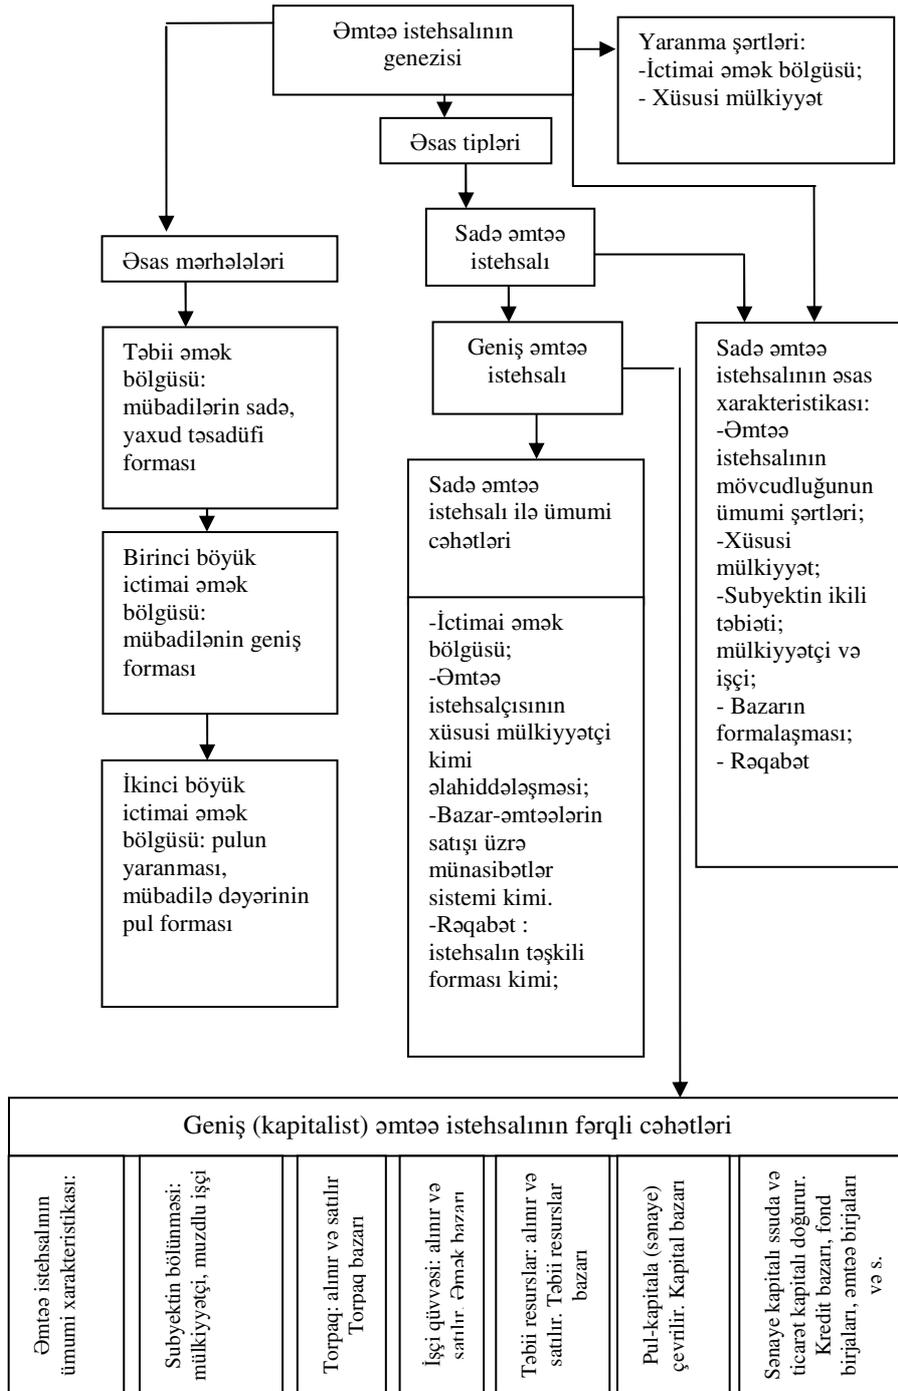 Əmtəə istehsalının
genezisi
Yaranma şərtləri:
-İctimai əmək bölgüsü;
- Xüsusi mülkiyyət
Əsas tipləri
Əsas mərhələləri
Sadə əmtəə
istehsalı
Təbii əmək
bölgüsü:
mübadilərin sadə,
yaxud təsadüfi
forması
Geniş əmtəə
istehsalı
Sadə əmtəə
istehsalının əsas
xarakteristikası:
-Əmtəə
istehsalının
mövcudluğunun
ümumi şərtləri;
-Xüsusi
mülkiyyət;
-Subyektin ikili
təbiəti;
mülkiyyətçi və
işçi;
- Bazarın
formalaşması;
- Rəqabət
Sadə əmtəə
istehsalı ilə ümumi
cəhətləri
Birinci böyük
ictimai əmək
bölgüsü:
mübadilənin geniş
forması
-İctimai əmək
bölgüsü;
-Əmtəə
istehsalçısının
xüsusi mülkiyyətçi
kimi
əlahiddələşməsi;
-Bazar-əmtəələrin
satışı üzrə
münasibətlər
sistemi kimi.
-Rəqabət :
istehsalın təşkili
forması kimi;
İkinci böyük
ictimai əmək
bölgüsü: pulun
yaranması,
mübadilə dəyərinin
pul forması
Geniş (kapitalist) əmtəə istehsalının fərqli cəhətləri
Əmtəə istehsalının
ümumi xarakteristikası:
Subyektin bölünməsi:
mülkiyyətçi, muzdlu işçi
Torpaq: alınır və satılır
Torpaq bazarı
İşçi qüvvəsi: alınır və
satılır. Əmək bazarı
Təbii resurslar: alınır və
satılır. Təbii resurslar
bazarı
Pul-kapitala (sənaye)
çevrilir. Kapital bazarı
Sənaye kapitalı ssuda və
ticarət kapitalı doğurur.
Kredit bazarı, fond
birjaları, əmtəə birjaları
və s.